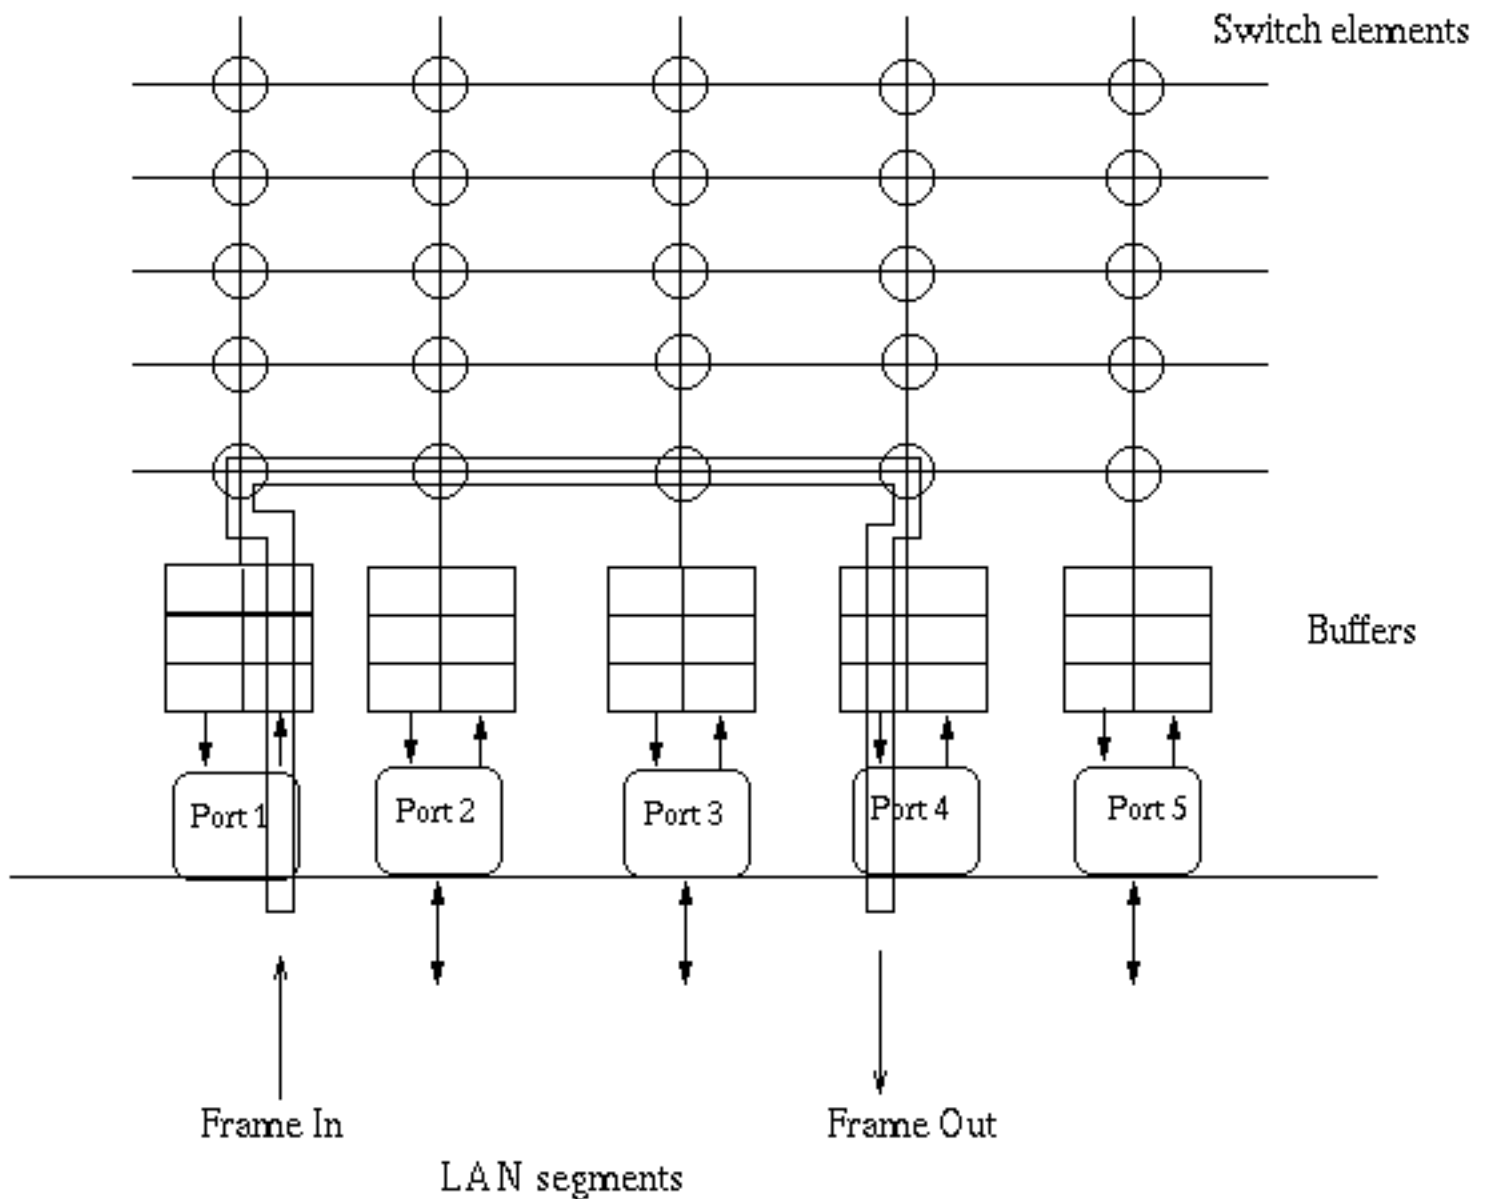 Switch elements
Buffers
Port 1
Port 2
Port 3
Port 4
Port 5
Frame In
Frame Out
LAN segments